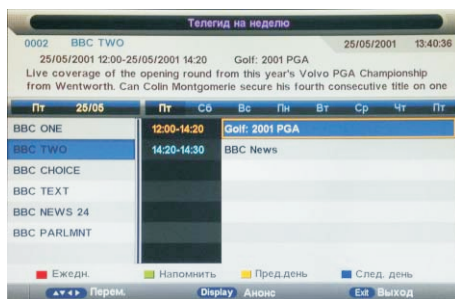 Телегид на неделю
0002 BBC TWO 25/05/2001 13:40:36
25/05/2001 12:00-25/05/2001 14:20 Golf: 2001 PGA
Live coverage of the opening round from this year's Volvo PGA Championship
from Wentworth. Can Colin Montgomerie secure his fourth consecutive title on one
Пт 25/05 Пт Сб Вс Пн Вт Ср Чт Пт
BBC ONE 12:00-14:20 Golf: 2001 PGA
BBC TWO 14:20-14:30 BBC News
BBC CHOICE
BBC TEXT
BBC NEWS 24
BBC PARLMNT
Ежедн. Напомнить Пред.день След. день
▲▼◄► Перем. Display Анонс Exit Выход